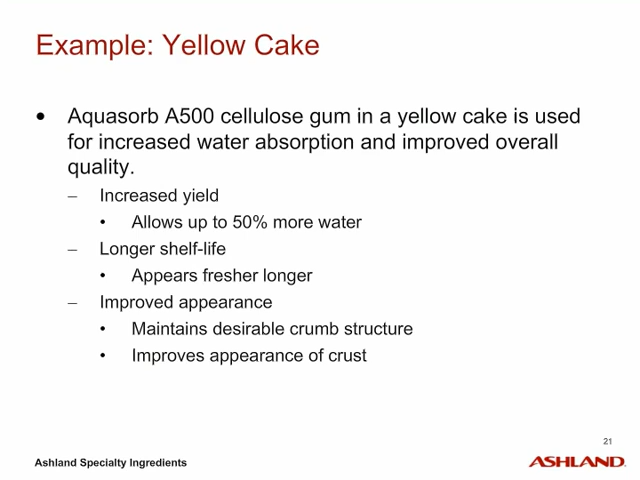 Example: Yellow Cake
• Aquasorb A500 cellulose gum in a yellow cake is used
for increased water absorption and improved overall
quality.
– Increased yield
• Allows up to 50% more water
– Longer shelf-life
• Appears fresher longer
– Improved appearance
• Maintains desirable crumb structure
• Improves appearance of crust
21
Ashland Specialty Ingredients
ASHLAND.